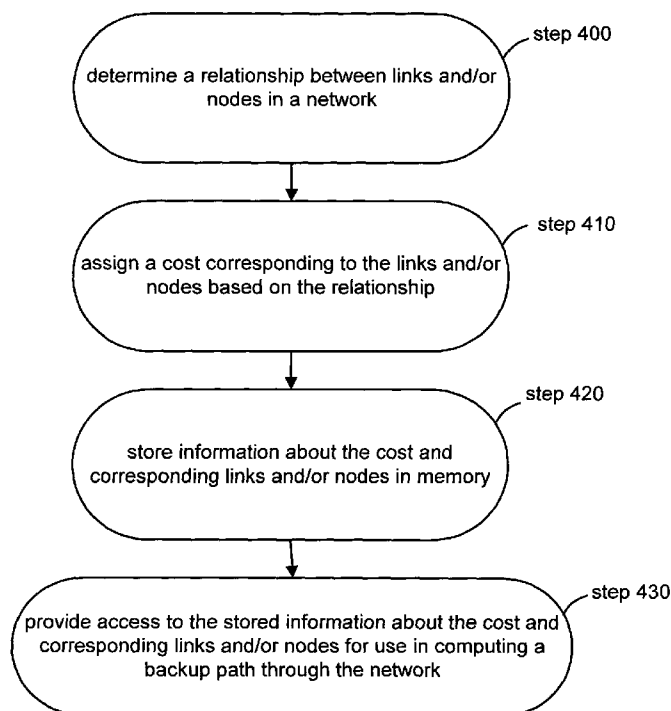 step 400
determine a relationship between links and/or
nodes in a network
step 410
assign a cost corresponding to the links and/or
nodes based on the relationship
step 420
store information about the cost and
corresponding links and/or nodes in memory
step 430
provide access to the stored information about the cost and
corresponding links and/or nodes for use in computing a
backup path through the network